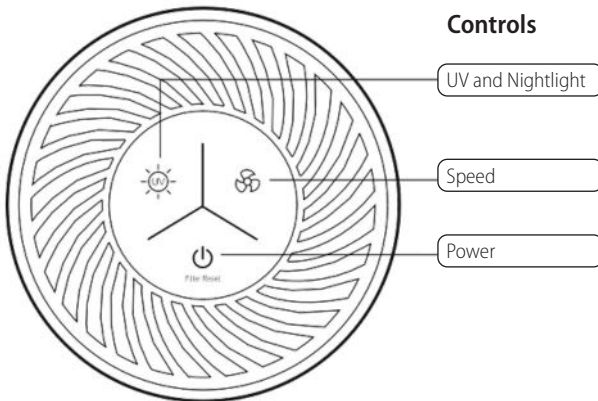 Controls
UV and Nightlight
UV
Speed
Power
Filter Reset